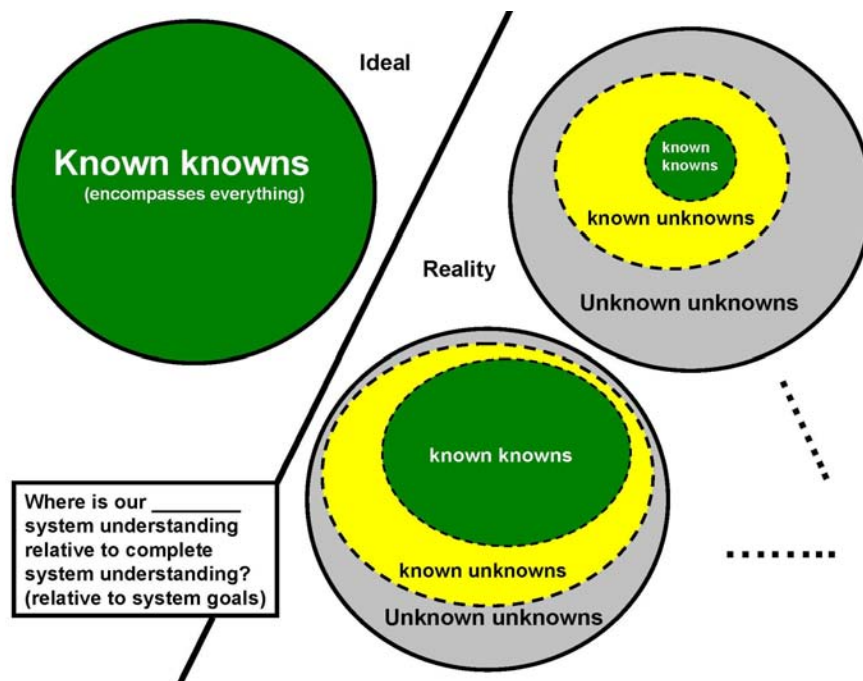 Ideal
Known knowns
(encompasses everything)
known
knowns
known unknowns
Unknown unknowns
Reality
known knowns
known unknowns
Unknown unknowns
Where is our ________
system understanding
relative to complete
system understanding?
(relative to system goals)